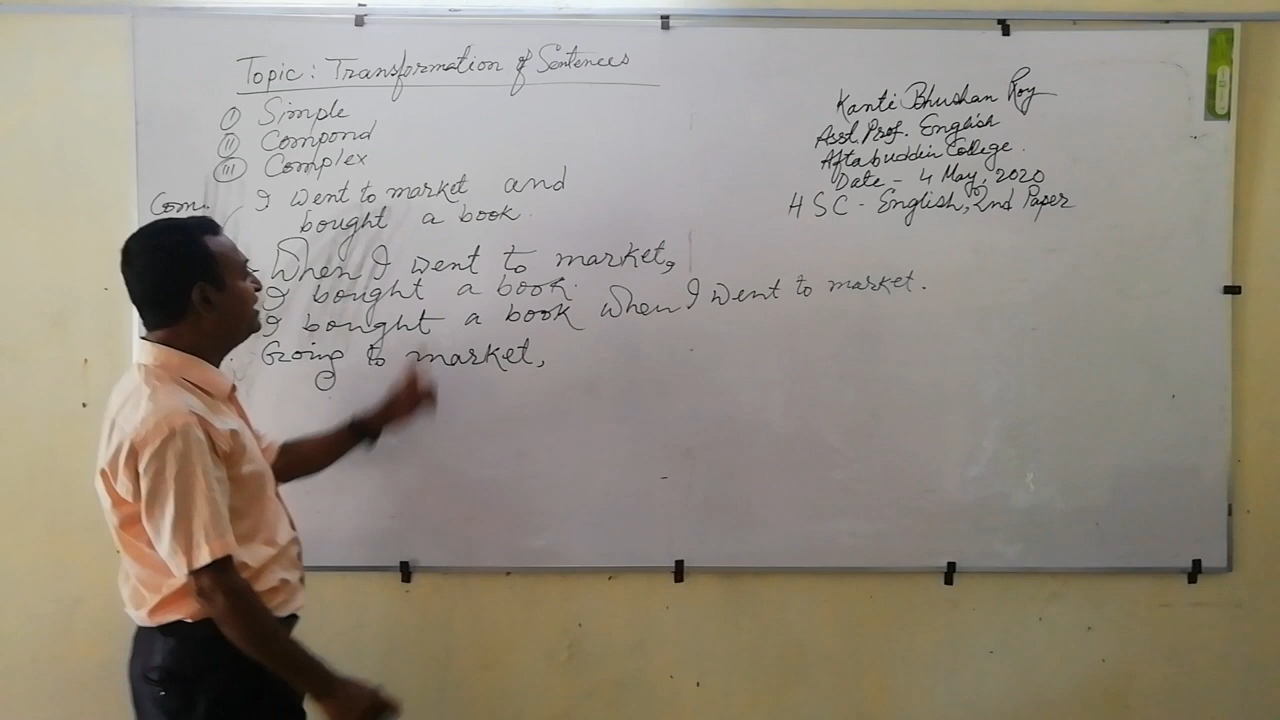 Topic: Transformation of Sentences
I Simple
II Compond
III Complex
Com. I went to market and
bought a book.
When I went to market,
I bought a book.
I bought a book when I went to market.
Going to market,
Kanti Bhushan Roy
Asst. Prof. English
Aftabuddin College.
Date - 4 May, 2020
HSC - English, 2nd Paper